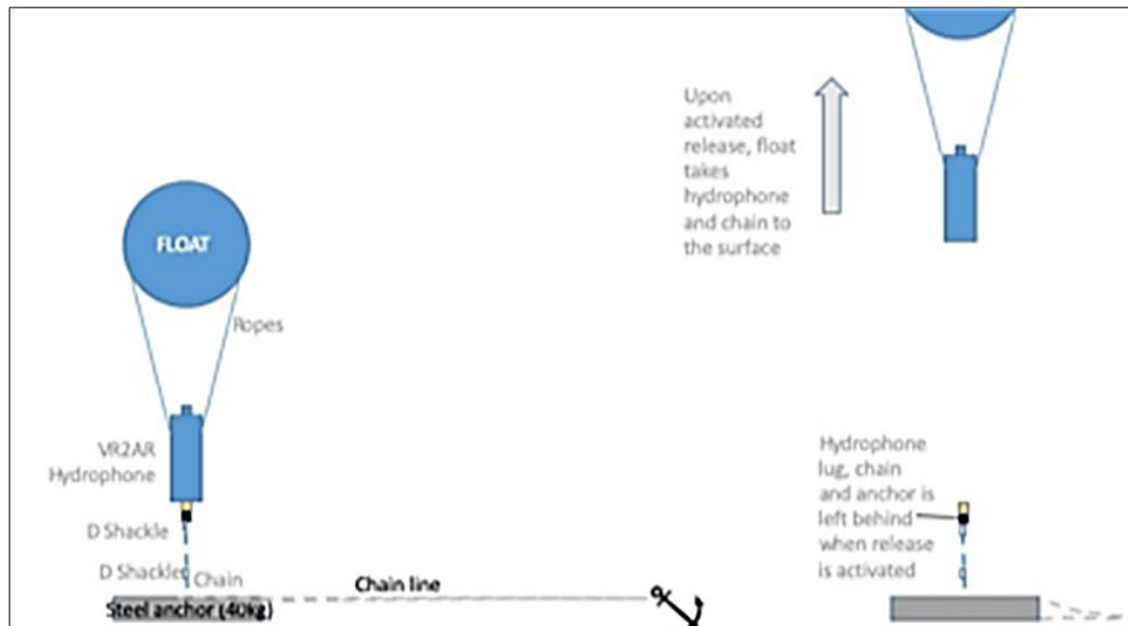 FLOAT
Ropes
VR2AR
Hydrophone
D Shackle
D Shackle
Chain
Chain line
Steel anchor (40kg)
Upon
activated
release, float
takes
hydrophone
and chain to
the surface
Hydrophone
lug, chain
and anchor is
left behind
when release
is activated